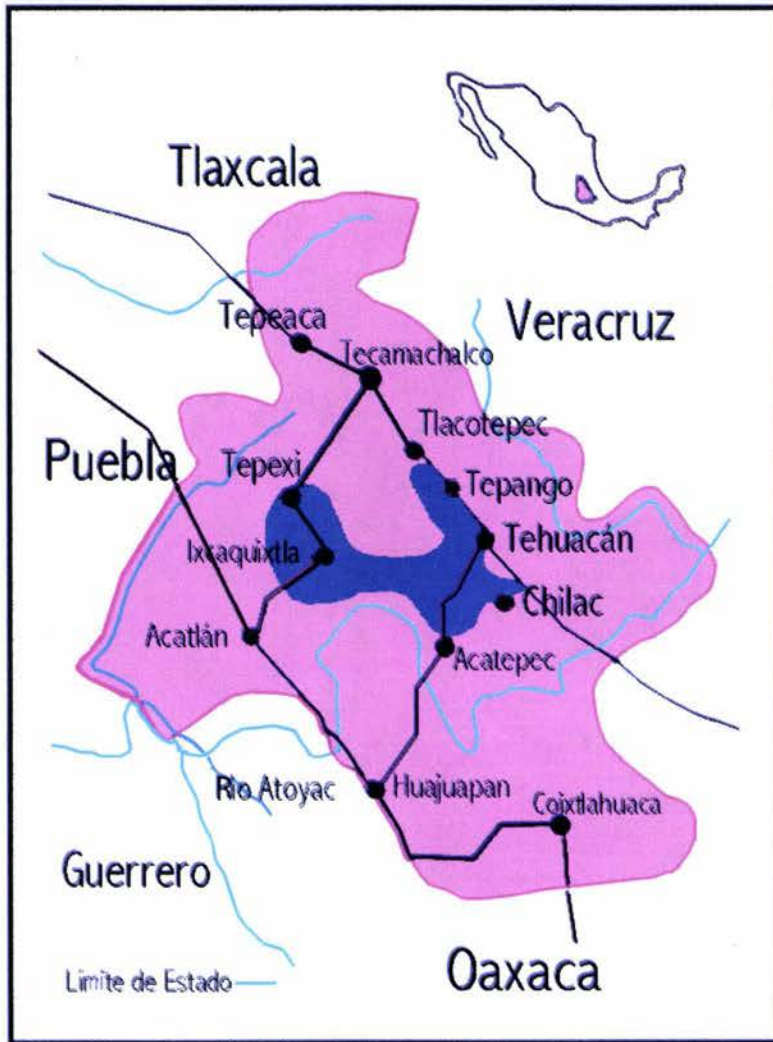 Tlaxcala
Veracruz
Tepeaca
Tecamachalco
Tlacotepec
Puebla
Tepexi
Tepango
Tehuacán
Ixcaquixtla
Chilac
Acatlán
Acatepec
Río Atoyac
Huajuapan
Coixtlahuaca
Guerrero
Oaxaca
Límite de Estado